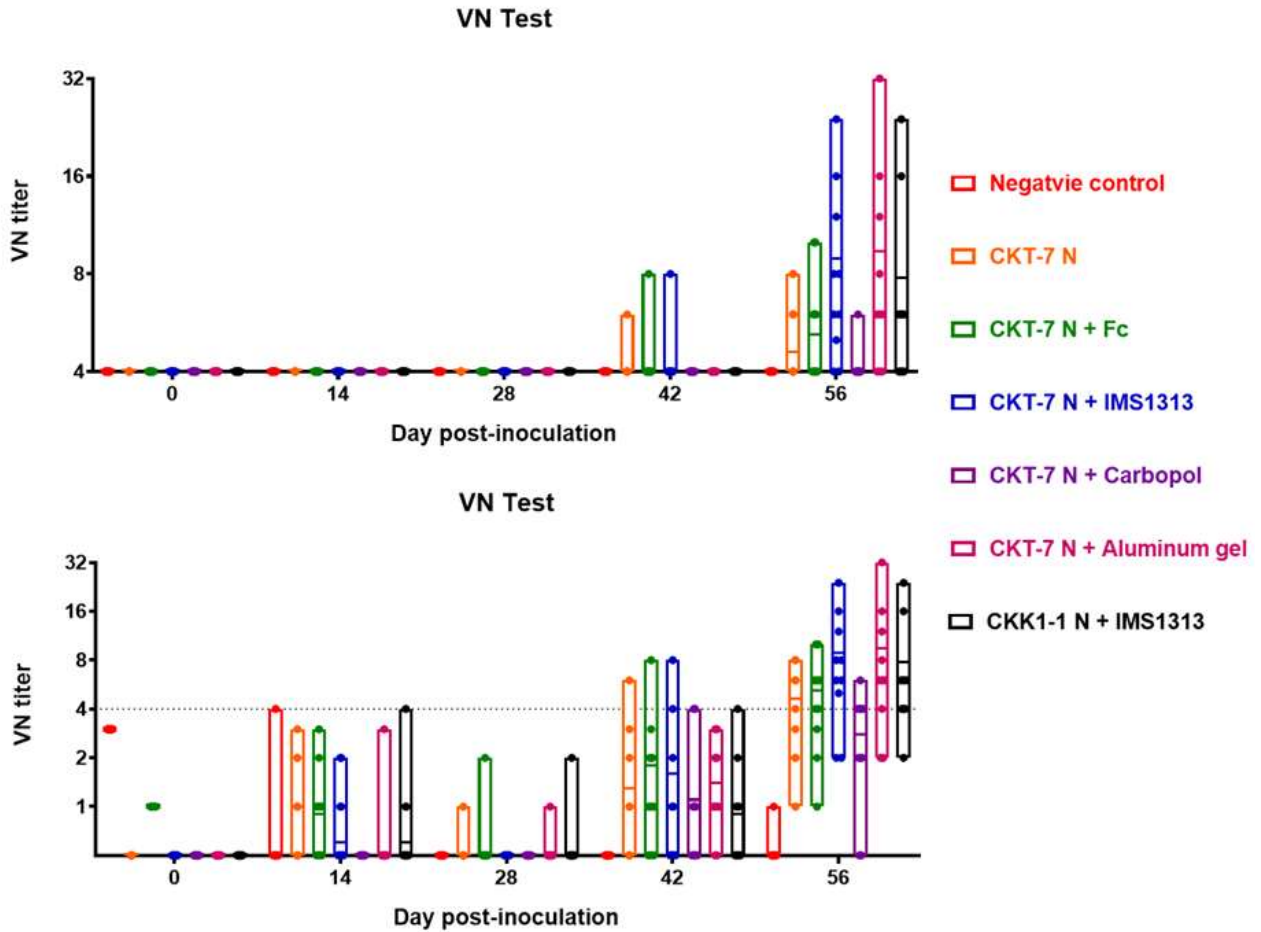 VN Test
32
16
8
4
VN titer
0 14 28 42 56
Day post-inoculation
Negatvie control
CKT-7 N
CKT-7 N + Fc
CKT-7 N + IMS1313
CKT-7 N + Carbopol
CKT-7 N + Aluminum gel
CKK1-1 N + IMS1313
VN Test
32
16
8
4
2
1
VN titer
0 14 28 42 56
Day post-inoculation